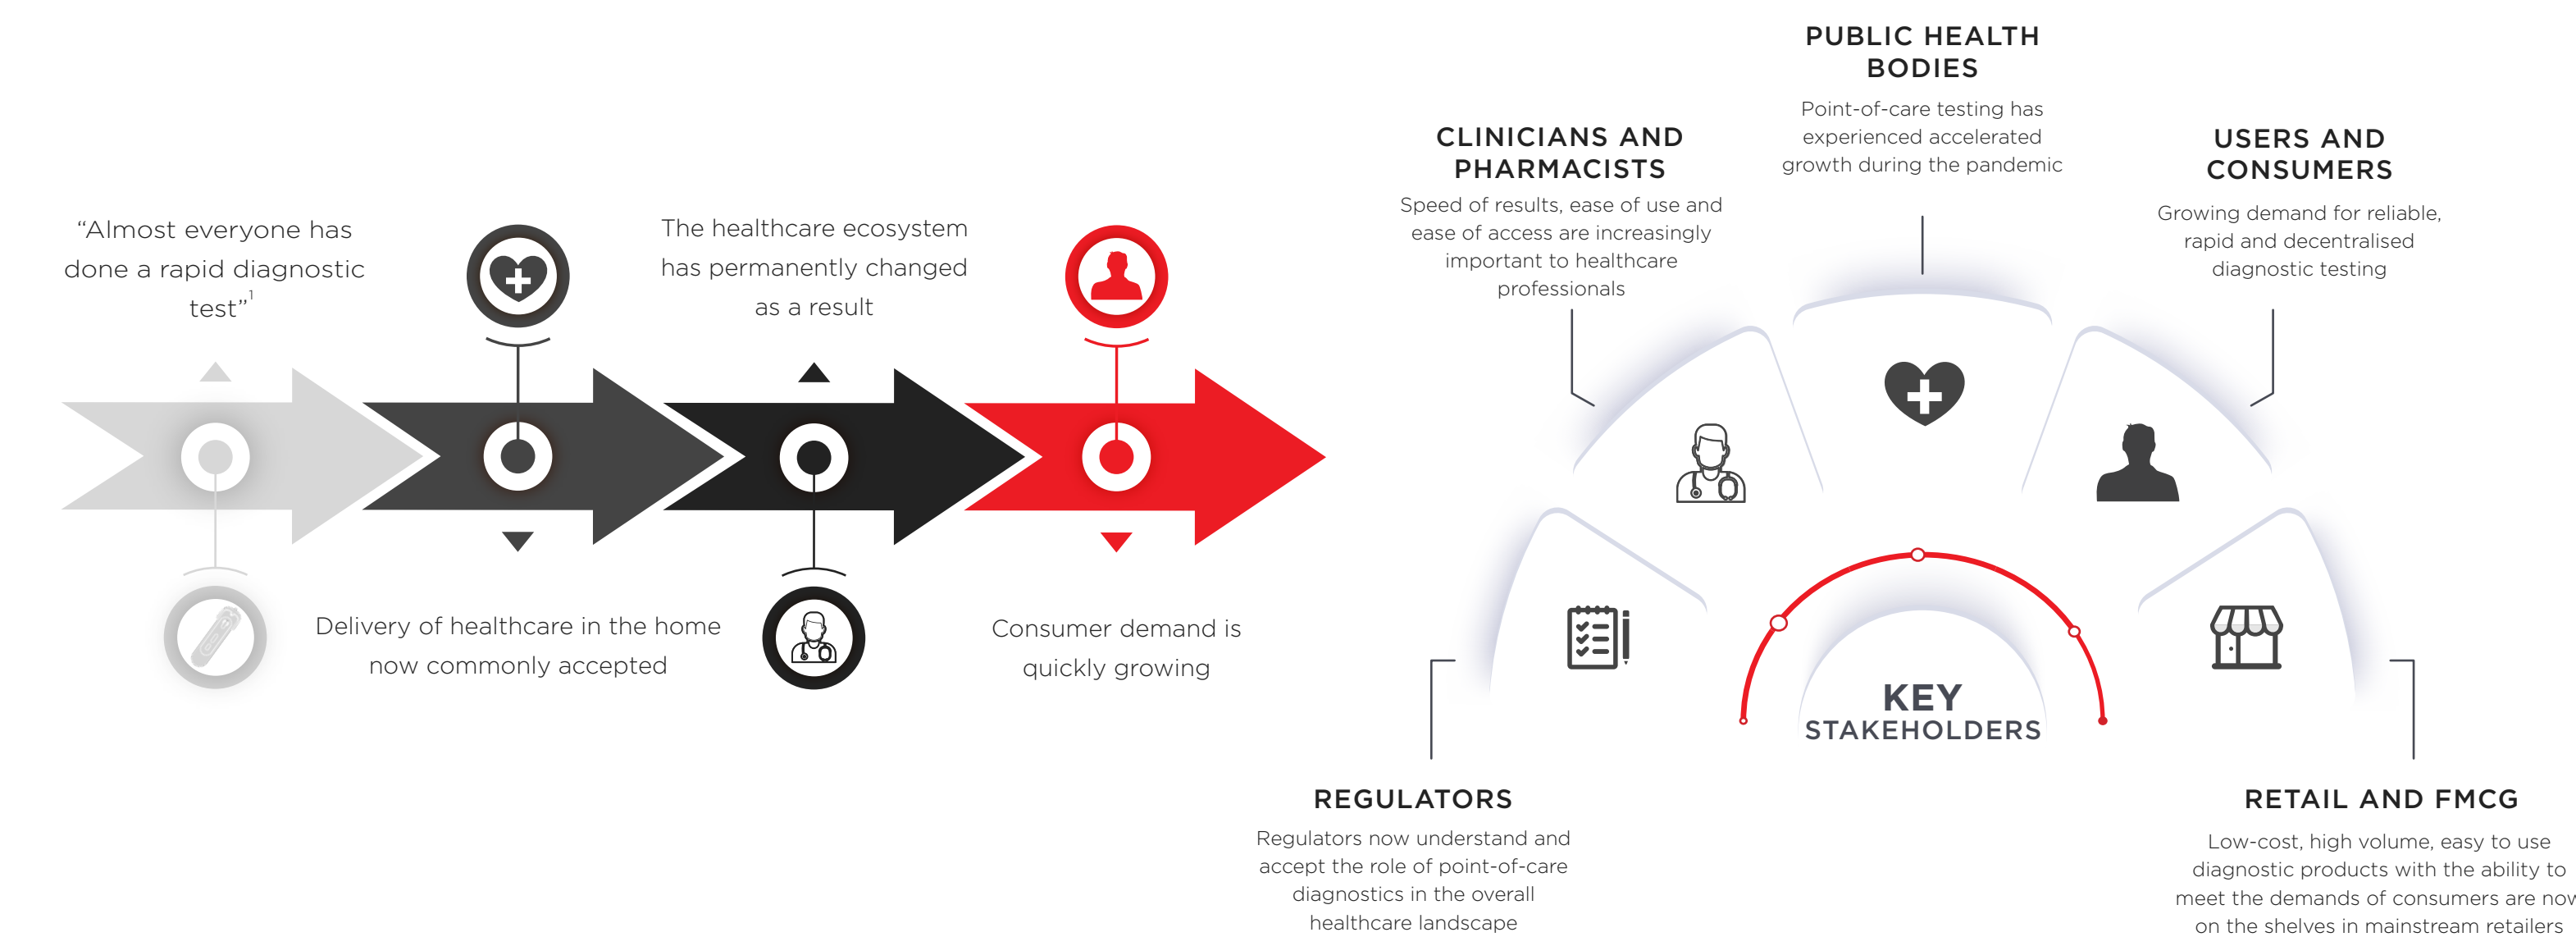 “Almost everyone has
done a rapid diagnostic
test”1
Delivery of healthcare in the home
now commonly accepted
The healthcare ecosystem
has permanently changed
as a result
Consumer demand is
quickly growing
REGULATORS
Regulators now understand and
accept the role of point-of-care
diagnostics in the overall
healthcare landscape
CLINICIANS AND
PHARMACISTS
Speed of results, ease of use and
ease of access are increasingly
important to healthcare
professionals
PUBLIC HEALTH
BODIES
Point-of-care testing has
experienced accelerated
growth during the pandemic
USERS AND
CONSUMERS
Growing demand for reliable,
rapid and decentralised
diagnostic testing
RETAIL AND FMCG
Low-cost, high volume, easy to use
diagnostic products with the ability to
meet the demands of consumers are now
on the shelves in mainstream retailers
KEY
STAKEHOLDERS